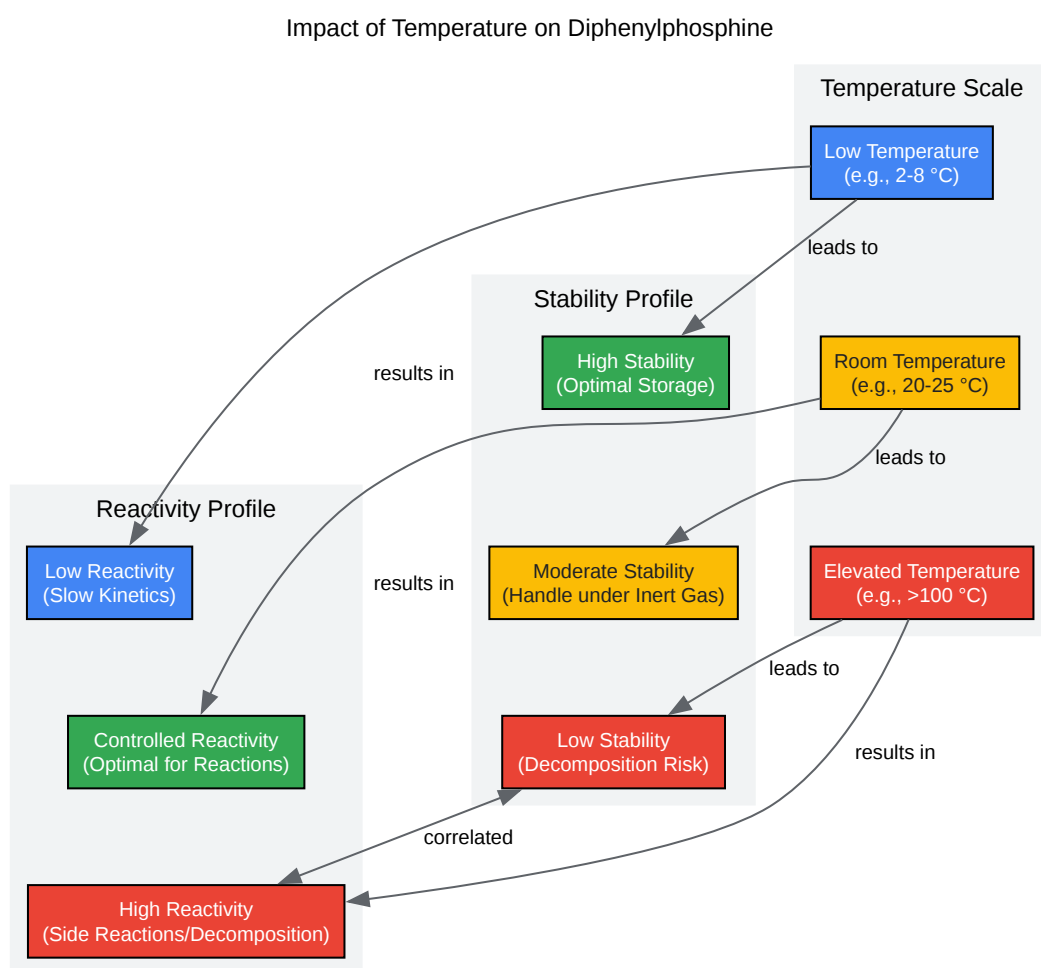 Impact of Temperature on Diphenylphosphine
Temperature Scale
Low Temperature
(e.g., 2-8 °C)
leads to
Stability Profile
High Stability
(Optimal Storage)
Room Temperature
(e.g., 20-25 °C)
results in
leads to
Reactivity Profile
Low Reactivity
(Slow Kinetics)
results in
Moderate Stability
(Handle under Inert Gas)
Elevated Temperature
(e.g., >100 °C)
leads to
Controlled Reactivity
(Optimal for Reactions)
Low Stability
(Decomposition Risk)
results in
correlated
High Reactivity
(Side Reactions/Decomposition)